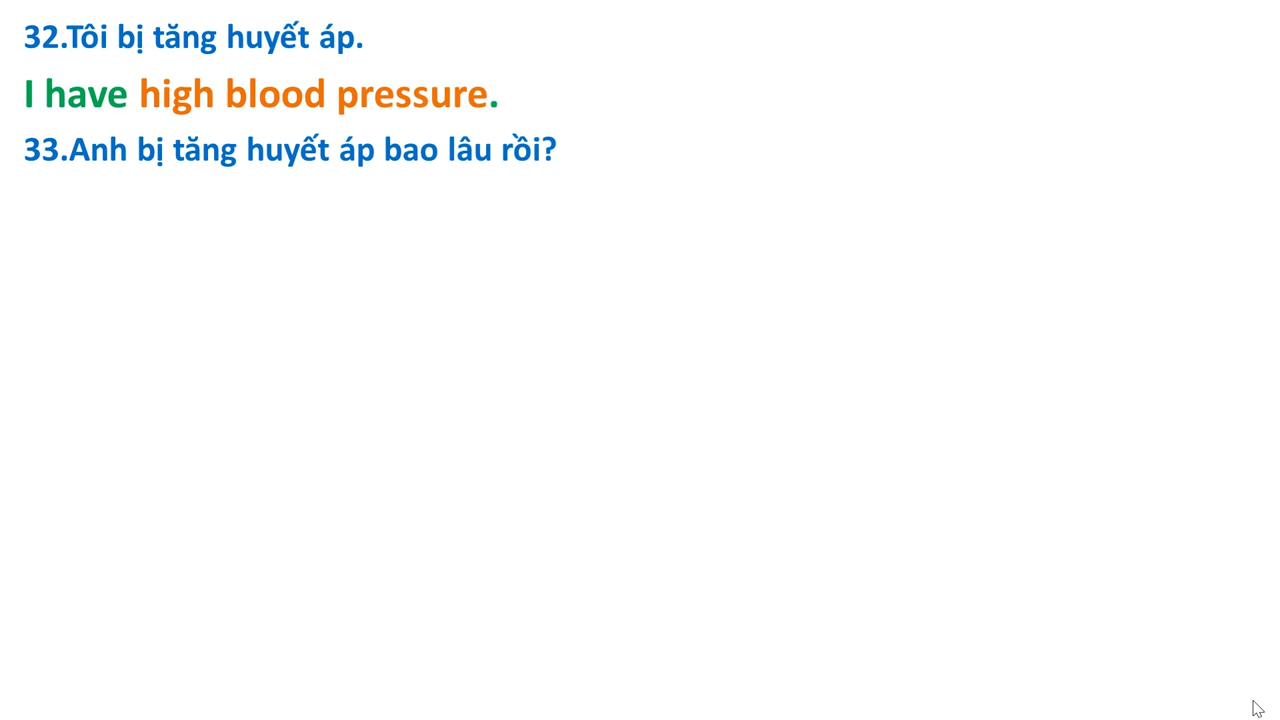 32.Tôi bị tăng huyết áp.
I have high blood pressure.
33.Anh bị tăng huyết áp bao lâu rồi?